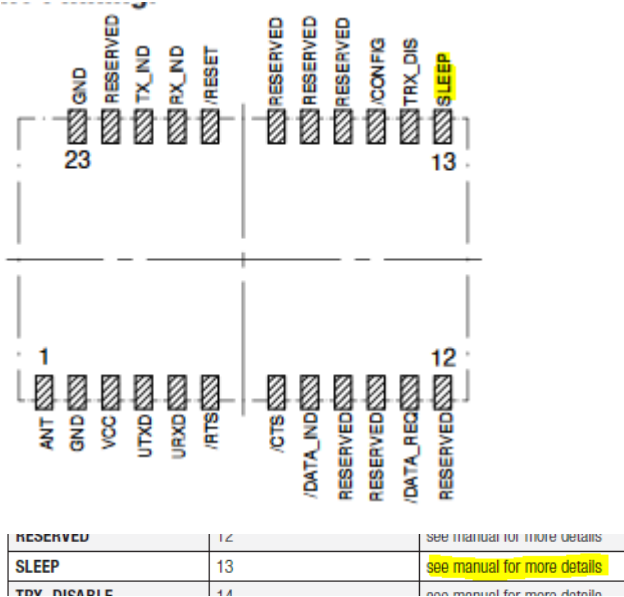 GND
RESERVED
TX_IND
RX_IND
/RESET
RESERVED
RESERVED
RESERVED
/CONFIG
TRX_DIS
SLEEP
23
13
1
12
ANT
GND
VCC
UTXD
URXD
/RTS
/CTS
/DATA_IND
RESERVED
RESERVED
/DATA_REQ
RESERVED
RESERVED 12 see manual for more details
SLEEP 13 see manual for more details
TRX_DISABLE 14 see manual for more details